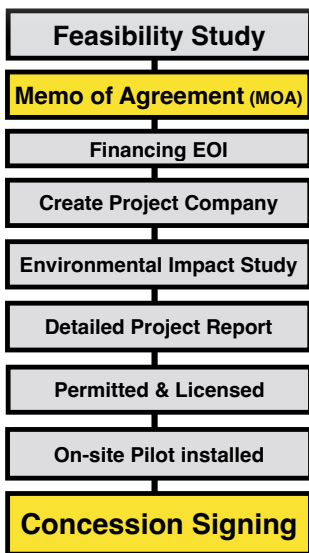 Feasibility Study
Memo of Agreement (MOA)
Financing EOI
Create Project Company
Environmental Impact Study
Detailed Project Report
Permitted & Licensed
On-site Pilot installed
Concession Signing